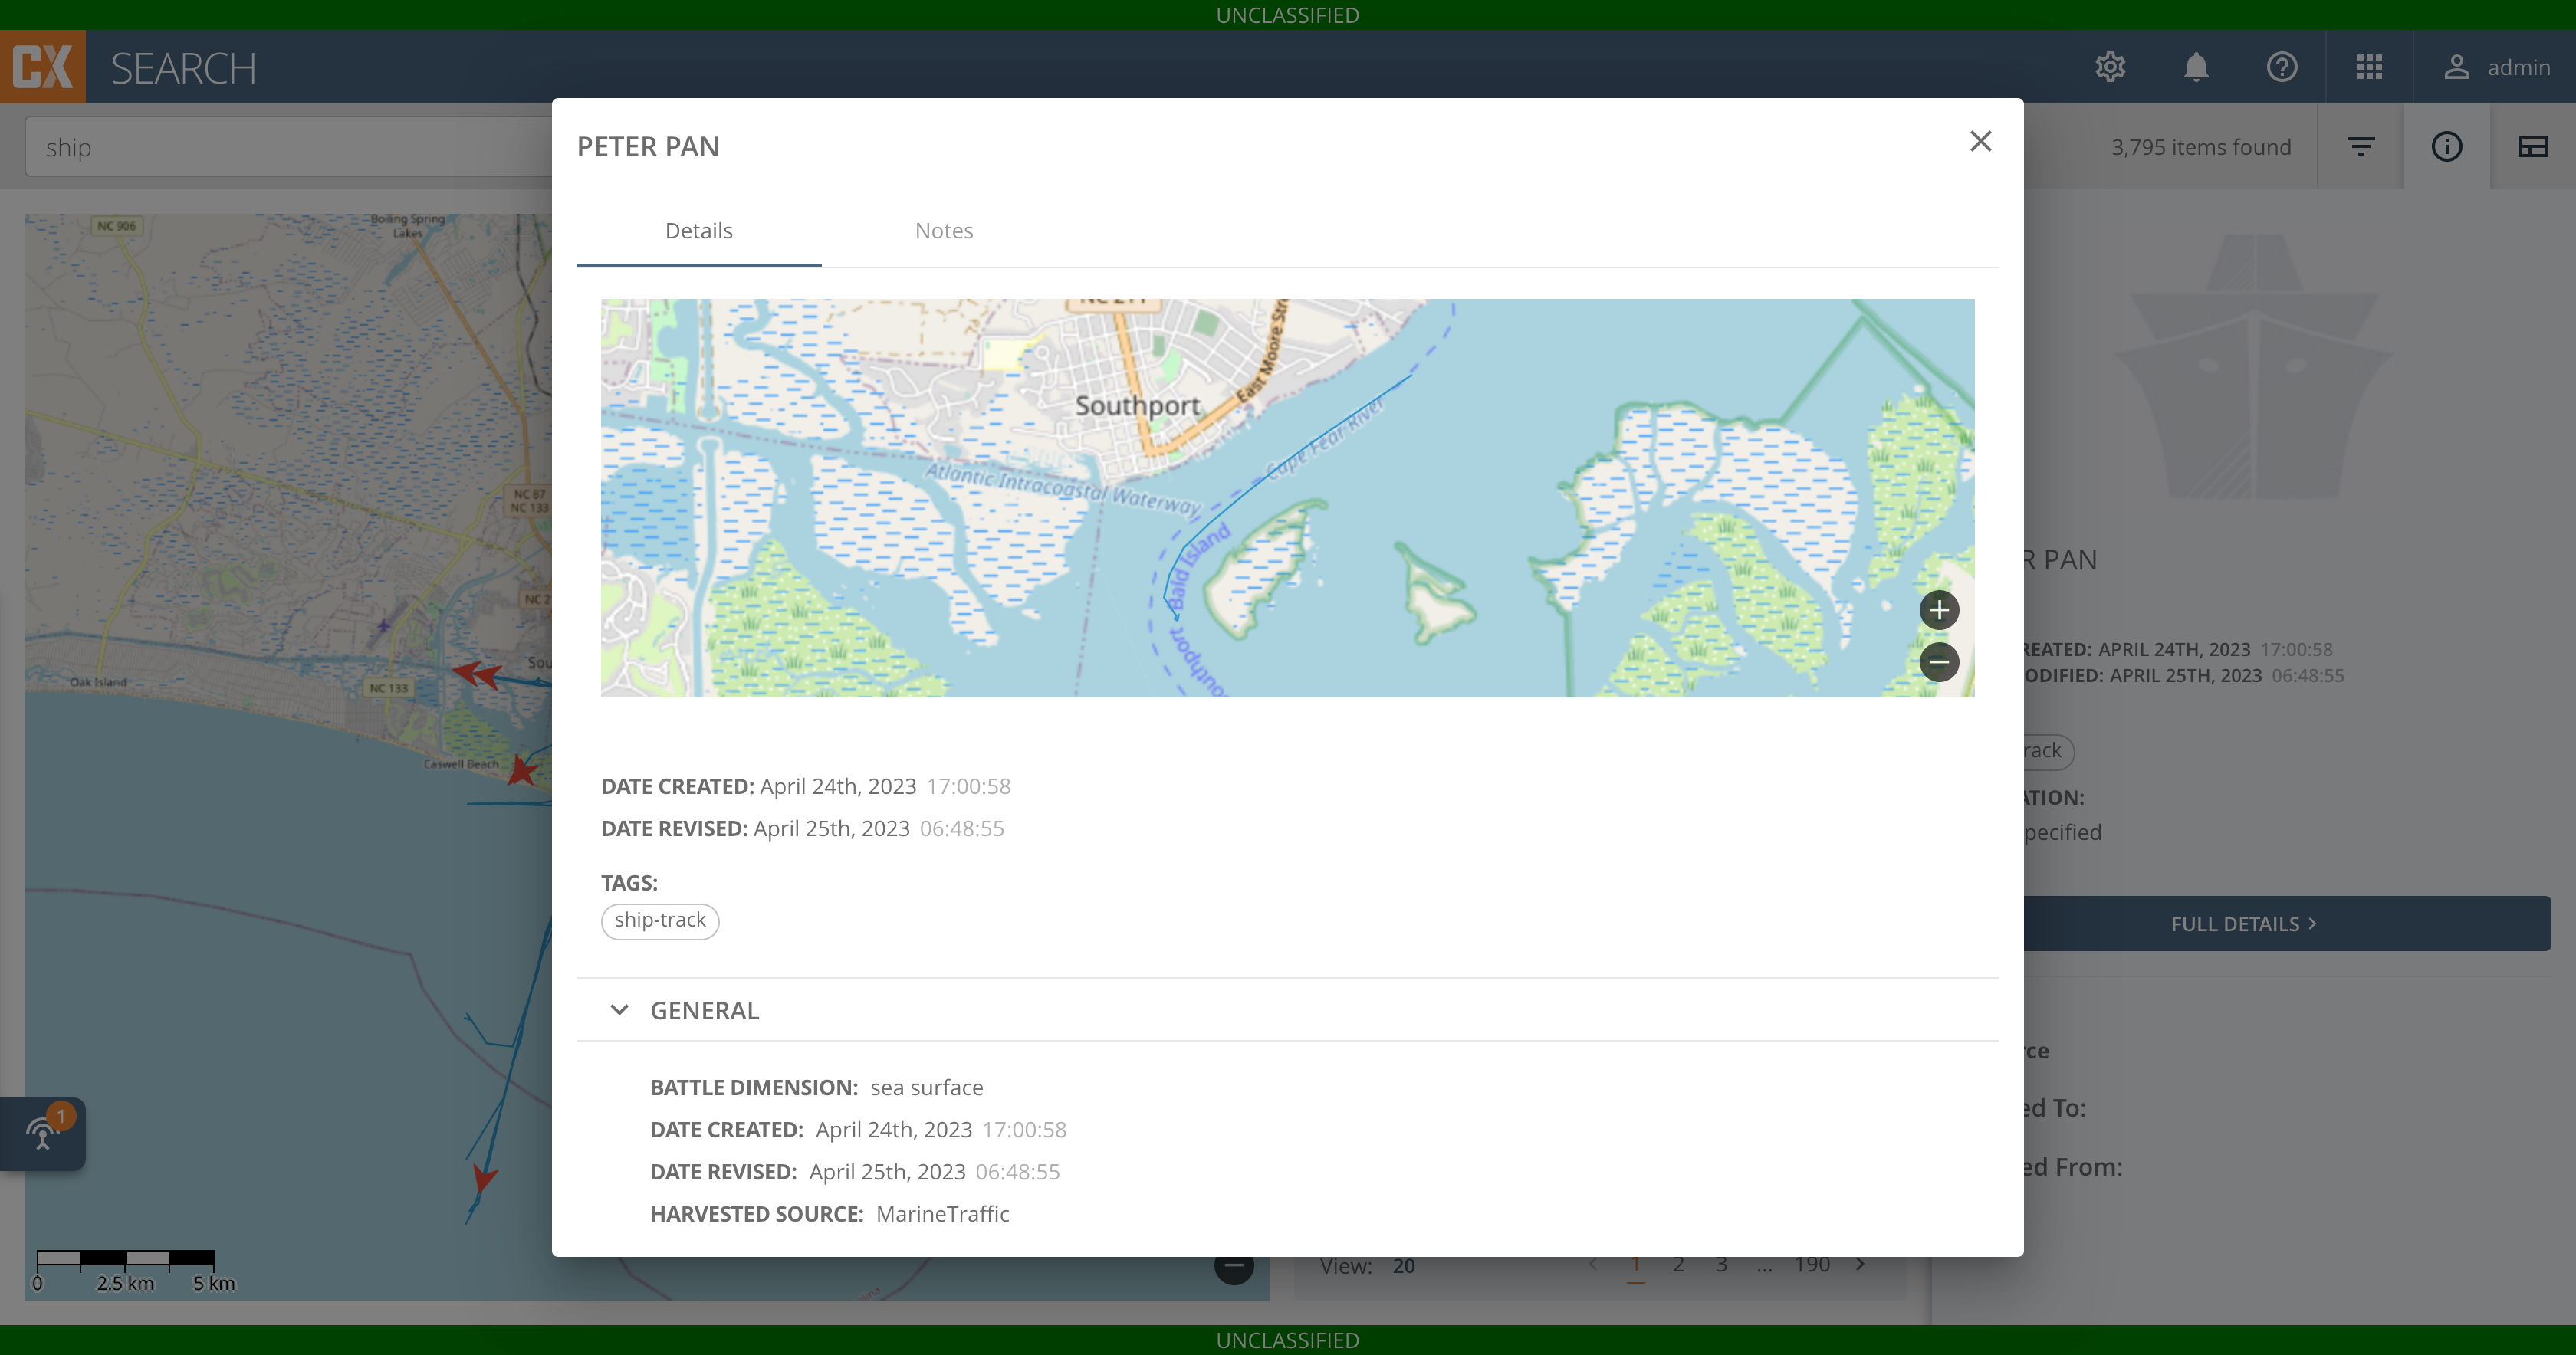 UNCLASSIFIED
CX
SEARCH
admin
ship
3,795 items found
PETER PAN
Details
Notes
NC 906
Boiling Spring
Lakes
NC 87
NC 133
NC 2
Sou
Oak Island
NC 133
Caswell Beach
0
2.5 km
5 km
1
NC 211
East Moore Str
Southport
Cape Fear River
Atlantic Intracoastal Waterway
Bald Island
outhport
DATE CREATED: April 24th, 2023 17:00:58
DATE REVISED: April 25th, 2023 06:48:55
TAGS:
ship-track
GENERAL
BATTLE DIMENSION: sea surface
DATE CREATED: April 24th, 2023 17:00:58
DATE REVISED: April 25th, 2023 06:48:55
HARVESTED SOURCE: MarineTraffic
R PAN
REATED: APRIL 24TH, 2023 17:00:58
ODIFIED: APRIL 25TH, 2023 06:48:55
rack
ATION:
pecified
FULL DETAILS >
rce
ed To:
ed From:
View: 20
< 1 2 3 ... 190 >
UNCLASSIFIED